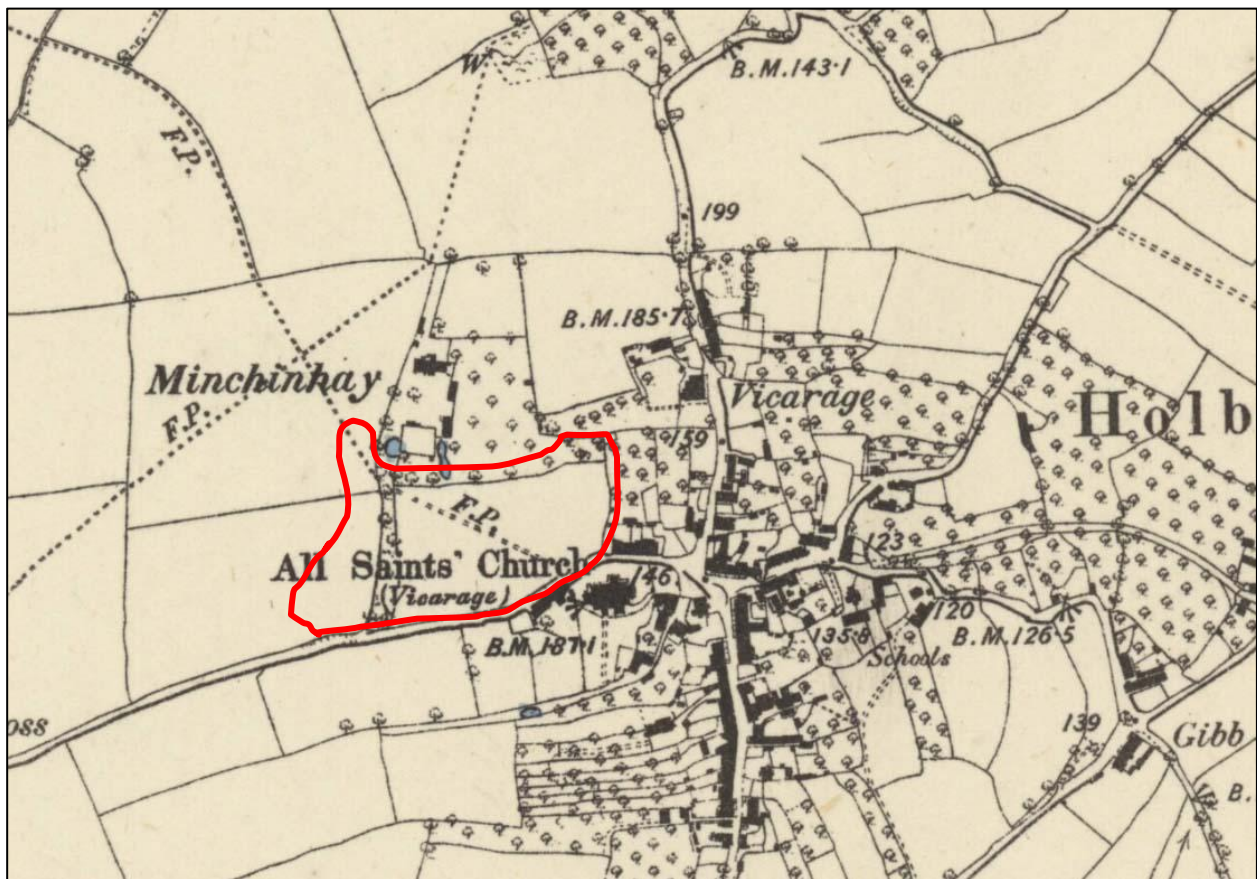 W
B.M.143·1
F.P.
199
B.M.185·7
Minchinhay
Vicarage
Holb
F.P.
159
F.P.
All Saints' Church
(Vicarage)
146
123
120
B.M.187·1
135·8
B.M.126·5
Schools
oss
139
Gibb
B.